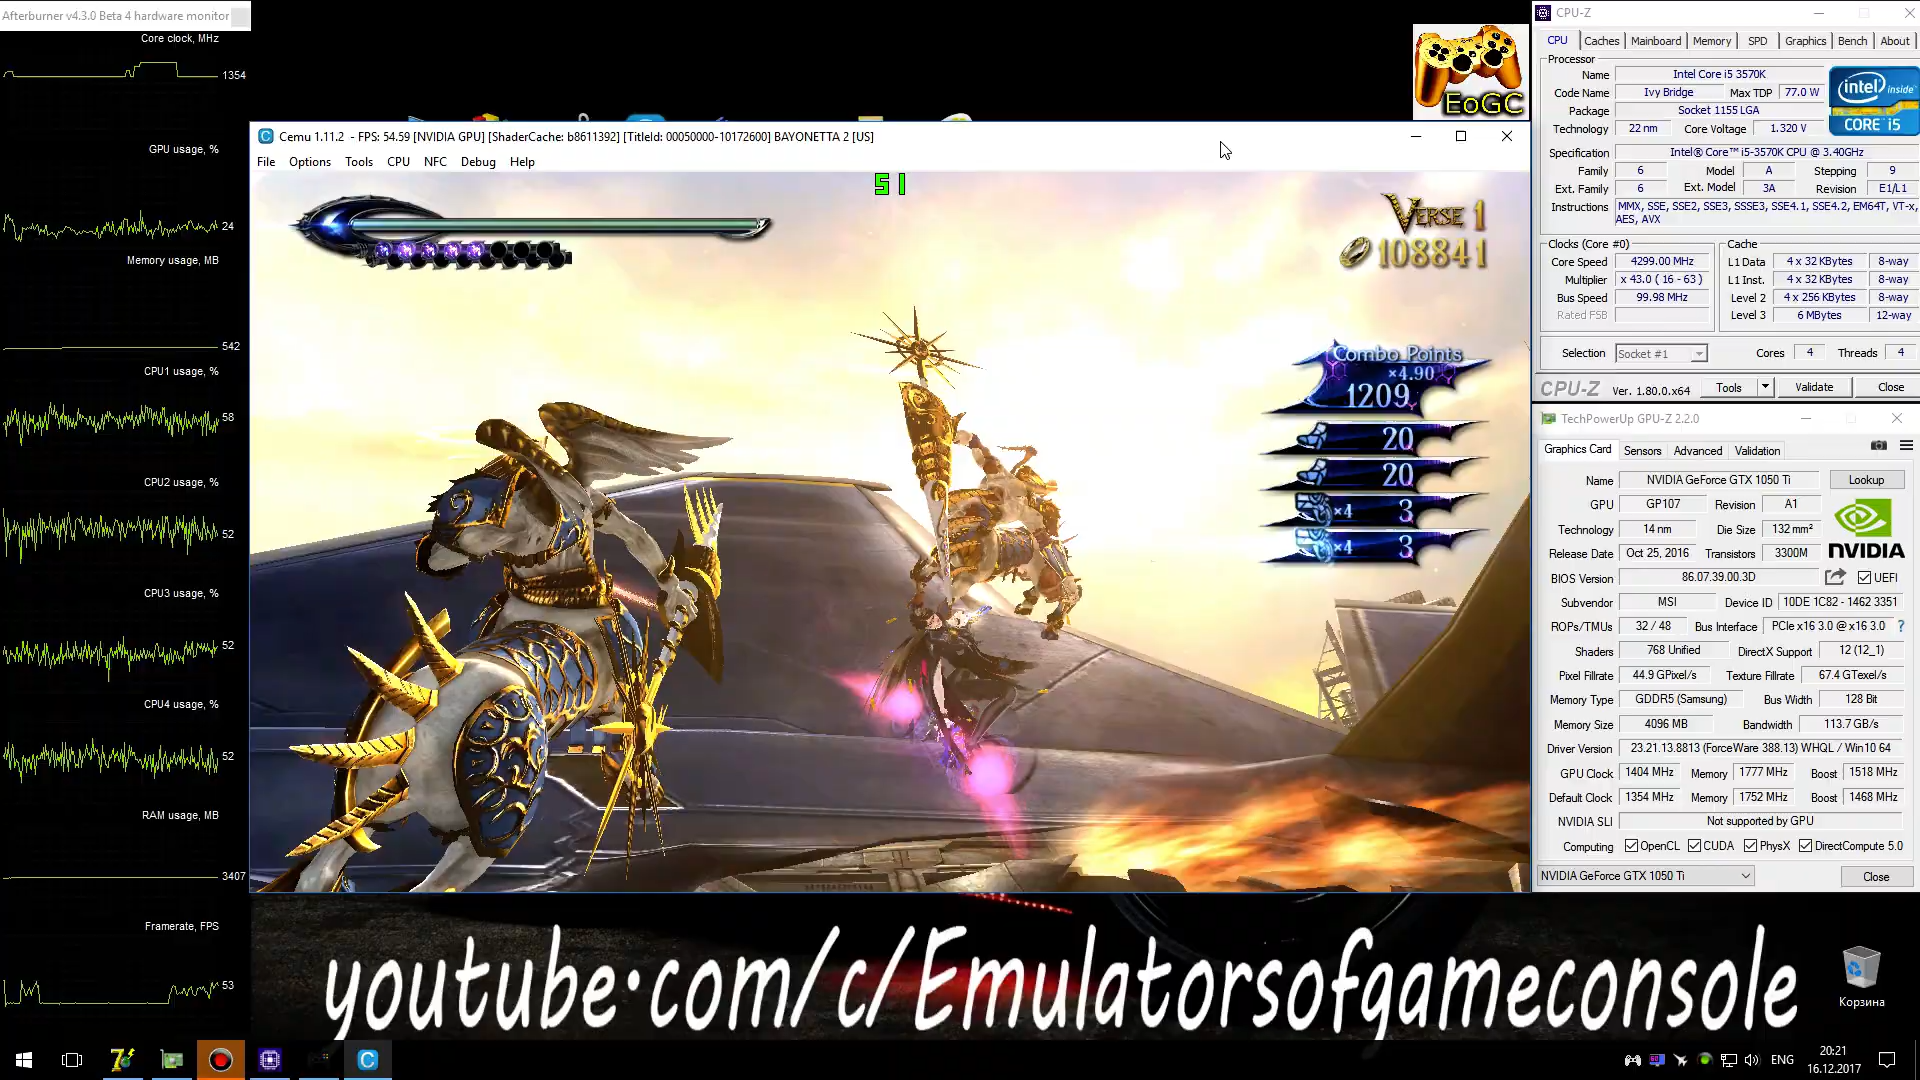 Afterburner v4.3.0 Beta 4 hardware monitor
Core clock, MHz
1354
GPU usage, %
24
Memory usage, MB
542
CPU1 usage, %
58
CPU2 usage, %
52
CPU3 usage, %
52
CPU4 usage, %
52
RAM usage, MB
3407
Framerate, FPS
53
EoGC
Cemu 1.11.2 - FPS: 54.59 [NVIDIA GPU] [ShaderCache: b8611392] [TitleId: 00050000-10172600] BAYONETTA 2 [US]
File Options Tools CPU NFC Debug Help
51
VERSE 1
108841
Combo Points
×4.90
1209
20
20
×4 3
×4 3
CPU-Z
CPU Caches Mainboard Memory SPD Graphics Bench About
Processor
Name Intel Core i5 3570K
Code Name Ivy Bridge Max TDP 77.0 W
Package Socket 1155 LGA
Technology 22 nm Core Voltage 1.320 V
intel inside™
CORE i5
Specification Intel® Core™ i5-3570K CPU @ 3.40GHz
Family 6 Model A Stepping 9
Ext. Family 6 Ext. Model 3A Revision E1/L1
Instructions MMX, SSE, SSE2, SSE3, SSSE3, SSE4.1, SSE4.2, EM64T, VT-x,
AES, AVX
Clocks (Core #0)
Core Speed 4299.00 MHz
Multiplier x 43.0 ( 16 - 63 )
Bus Speed 99.98 MHz
Rated FSB
Cache
L1 Data 4 x 32 KBytes 8-way
L1 Inst. 4 x 32 KBytes 8-way
Level 2 4 x 256 KBytes 8-way
Level 3 6 MBytes 12-way
Selection Socket #1 Cores 4 Threads 4
CPU-Z Ver. 1.80.0.x64 Tools Validate Close
TechPowerUp GPU-Z 2.2.0
Graphics Card Sensors Advanced Validation
Name NVIDIA GeForce GTX 1050 Ti Lookup
GPU GP107 Revision A1
Technology 14 nm Die Size 132 mm²
Release Date Oct 25, 2016 Transistors 3300M
NVIDIA
BIOS Version 86.07.39.00.3D UEFI
Subvendor MSI Device ID 10DE 1C82 - 1462 3351
ROPs/TMUs 32 / 48 Bus Interface PCIe x16 3.0 @ x16 3.0 ?
Shaders 768 Unified DirectX Support 12 (12_1)
Pixel Fillrate 44.9 GPixel/s Texture Fillrate 67.4 GTexel/s
Memory Type GDDR5 (Samsung) Bus Width 128 Bit
Memory Size 4096 MB Bandwidth 113.7 GB/s
Driver Version 23.21.13.8813 (ForceWare 388.13) WHQL / Win10 64
GPU Clock 1404 MHz Memory 1777 MHz Boost 1518 MHz
Default Clock 1354 MHz Memory 1752 MHz Boost 1468 MHz
NVIDIA SLI Not supported by GPU
Computing OpenCL CUDA PhysX DirectCompute 5.0
NVIDIA GeForce GTX 1050 Ti Close
youtube.com/c/Emulatorsofgameconsole
Корзина
ENG
20:21
16.12.2017